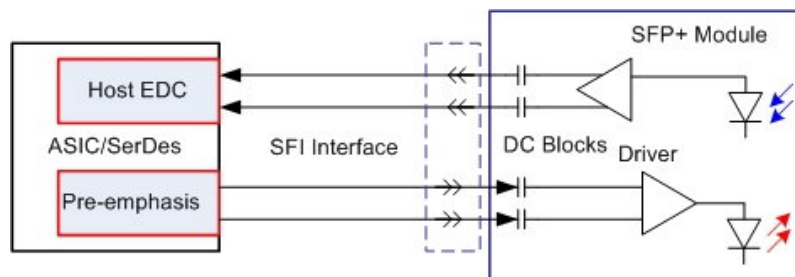 SFP+ Module
Host EDC
ASIC/SerDes
SFI Interface
DC Blocks
Driver
Pre-emphasis